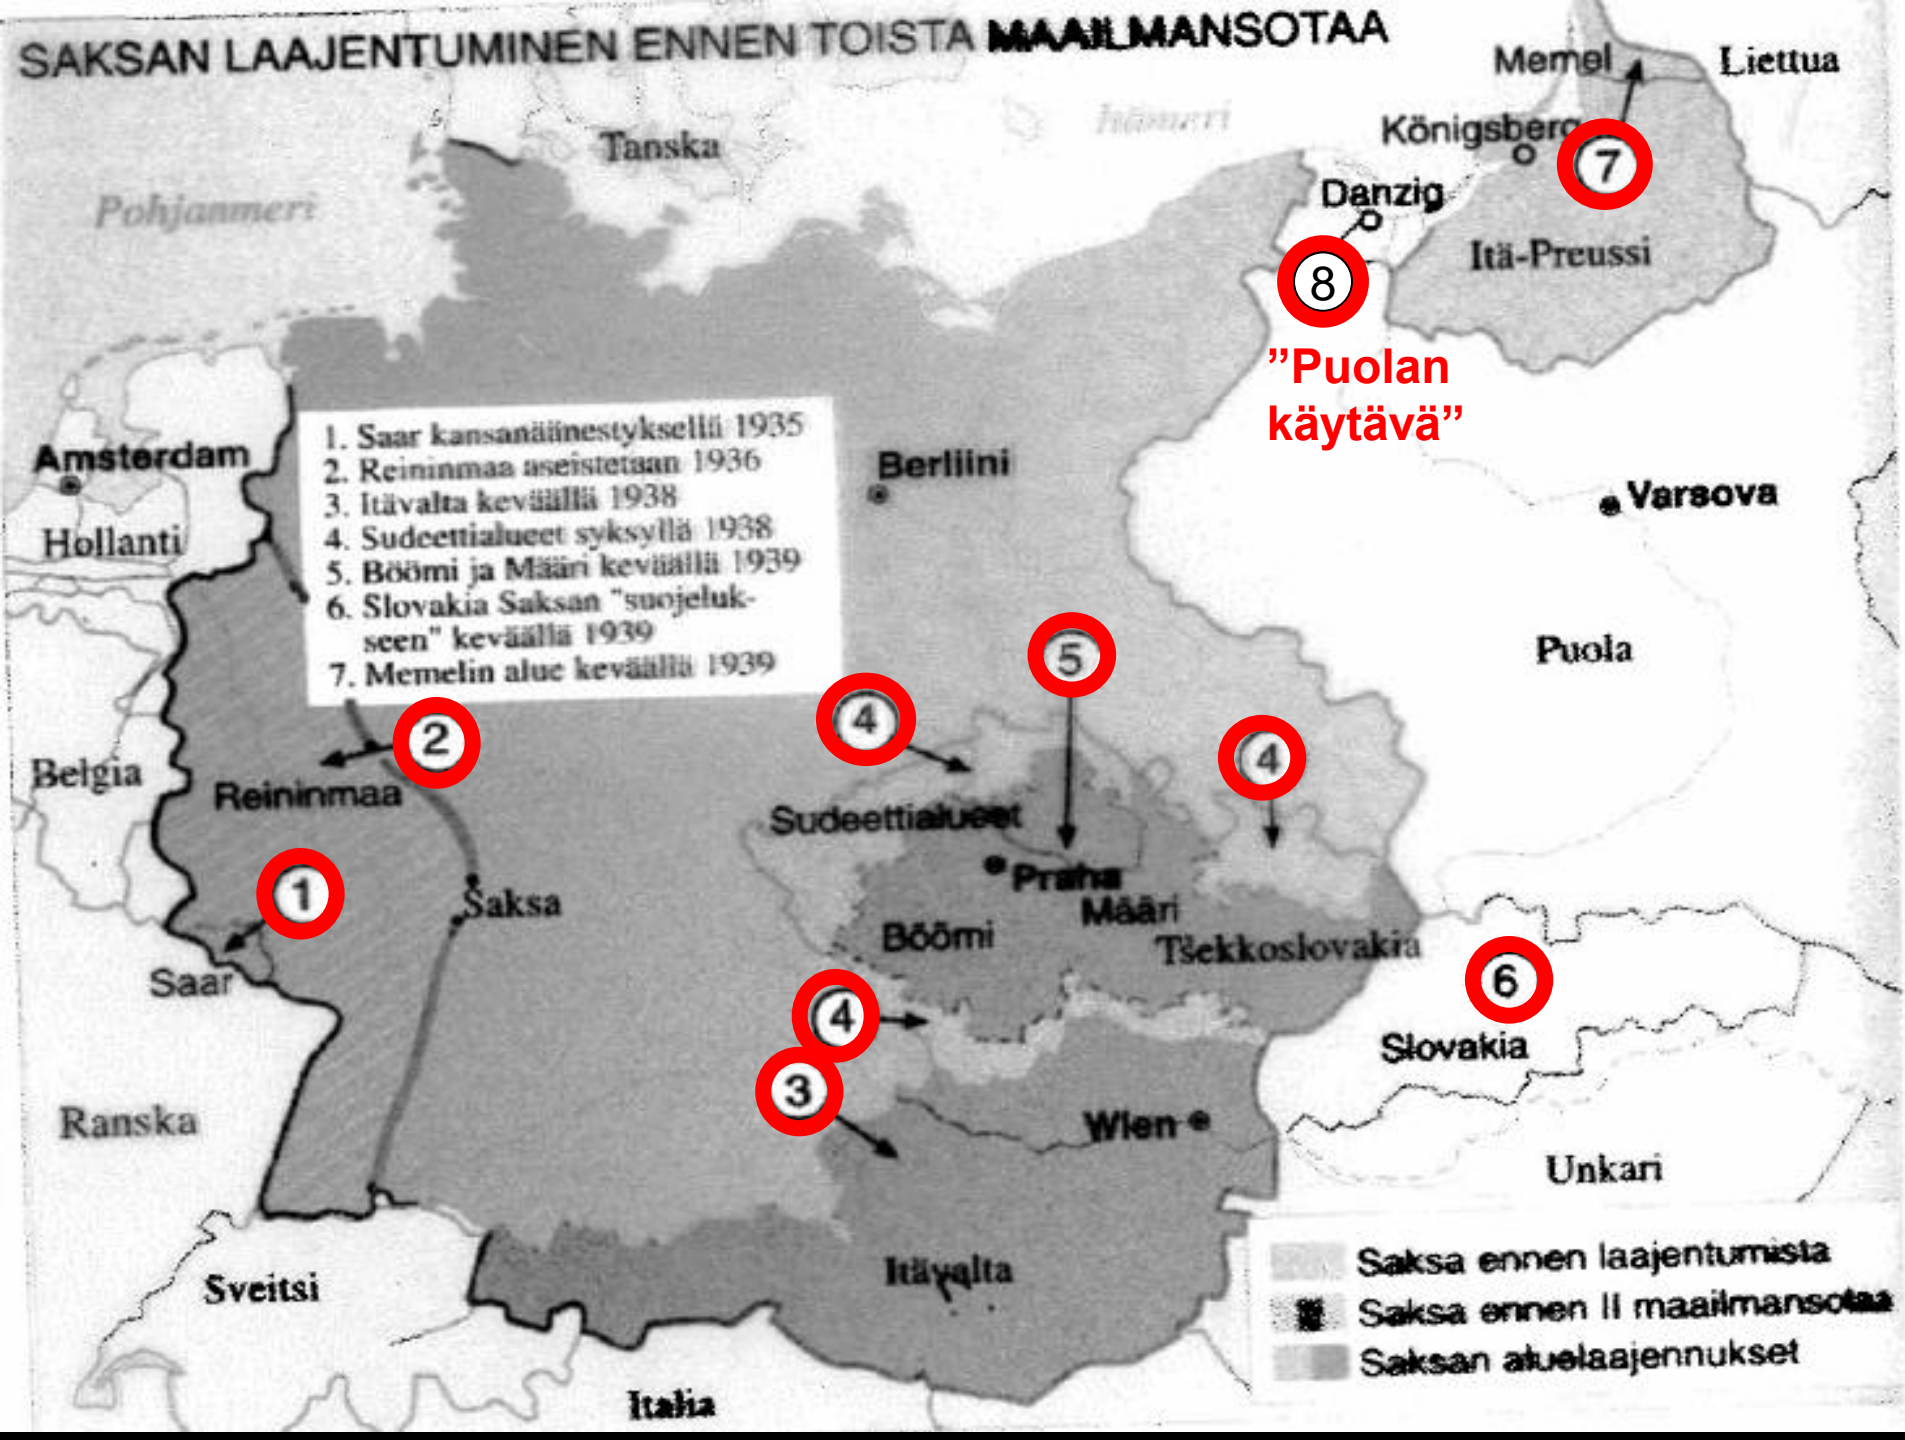 SAKSAN LAAJENTUMINEN ENNEN TOISTA MAAILMANSOTAA
Memel
Liettua
Königsberg
7
Tanska
Itämeri
Danzig
Pohjanmeri
Itä-Preussi
8
"Puolan
käytävä"
1. Saar kansanäänestyksellä 1935
2. Reininmaa aseistetaan 1936
3. Itävalta keväällä 1938
4. Sudeettialueet syksyllä 1938
5. Böömi ja Määri keväällä 1939
6. Slovakia Saksan "suojeluk-
seen" keväällä 1939
7. Memelin alue keväällä 1939
Amsterdam
Berliini
Varsova
Hollanti
Puola
5
4
2
4
Belgia
Reininmaa
Sudeettialueet
1
Praha
Saksa
Määri
Böömi
Tšekkoslovakia
Saar
6
4
Slovakia
3
Ranska
Wien
Unkari
Itävalta
Sveitsi
Italia
Saksa ennen laajentumista
Saksa ennen II maailmansotaa
Saksan aluelaajennukset